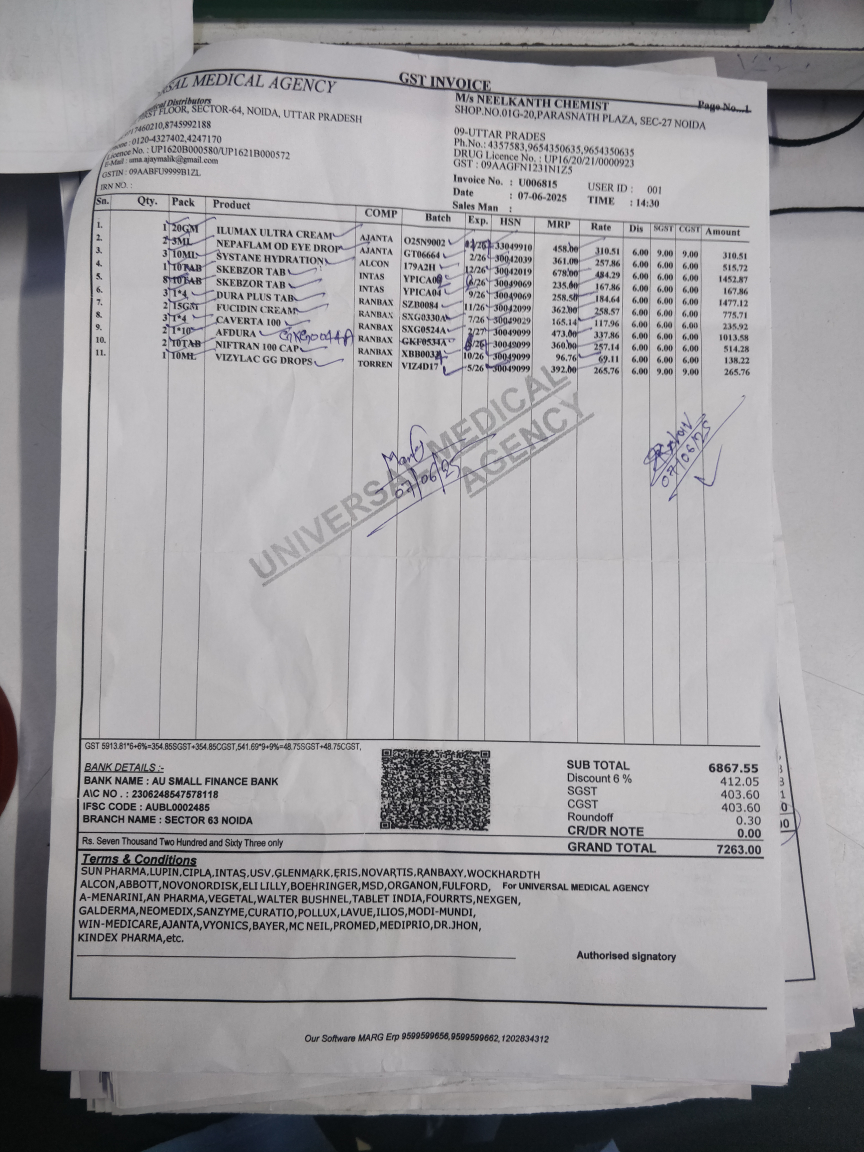 SAL MEDICAL AGENCY
GST INVOICE
Page No...1
Distributors
FLOOR, SECTOR-64, NOIDA, UTTAR PRADESH
17460210,8745992188
0120-4327402,4247170
Licence No. : UP1620B000580/UP1621B000572
E-Mail : uma.ajaymalik@gmail.com
GSTIN : 09AABFU9999B1ZL
IRN NO. :
M/s NEELKANTH CHEMIST
SHOP.NO.01G-20,PARASNATH PLAZA, SEC-27 NOIDA
09-UTTAR PRADES
Ph.No.: 4357583,9654350635,9654350635
DRUG Licence No. : UP16/20/21/0000923
GST : 09AAGFN1231N1Z5
Invoice No. : U006815 USER ID : 001
Date : 07-06-2025 TIME : 14:30
Sales Man :
Sn. Qty. Pack Product COMP Batch Exp. HSN MRP Rate Dis SGST CGST Amount
1. 1 20GM ILUMAX ULTRA CREAM AJANTA O25N9002 12/26 33049910 458.00 310.51 6.00 9.00 9.00 310.51
2. 2 5ML NEPAFLAM OD EYE DROP AJANTA GT06664 2/26 30042039 361.00 257.86 6.00 6.00 6.00 515.72
3. 3 10ML SYSTANE HYDRATION ALCON 179A2H 12/26 30042019 678.00 484.29 6.00 6.00 6.00 1452.87
4. 1 10TAB SKEBZOR TAB INTAS 30049069 235.00 167.86 6.00 6.00 6.00 167.86
5. 8 10TAB SKEBZOR TAB INTAS YPICA04 9/26 30049069 258.50 184.64 6.00 6.00 6.00 1477.12
6. 3 1*4 DURA PLUS TAB RANBAX SZB0084 11/26 30042099 362.00 258.57 6.00 6.00 6.00 775.71
7. 2 15GM FUCIDIN CREAM RANBAX SXG0330A 7/26 30049029 165.14 117.96 6.00 6.00 6.00 235.92
8. 3 1*4 CAVERTA 100 RANBAX SXG0524A 2/27 30049099 473.00 337.86 6.00 6.00 6.00 1013.58
9. 2 1*10 AFDURA RANBAX GKF0534A 8/26 30049099 360.00 257.14 6.00 6.00 6.00 514.28
10. 2 10TAB NIFTRAN 100 CAP RANBAX 10/26 30049099 96.76 69.11 6.00 6.00 6.00 138.22
11. 1 10ML VIZYLAC GG DROPS TORREN VIZ4D17 5/26 30049099 392.00 265.76 6.00 9.00 9.00 265.76
UNIVERSAL MEDICAL
AGENCY
07/06/25
07/06/25
GST 5913.81*6+6%=354.85SGST+354.85CGST,541.69*9+9%=48.75SGST+48.75CGST,
BANK DETAILS :-
BANK NAME : AU SMALL FINANCE BANK
A\C NO . : 2306248547578118
IFSC CODE : AUBL0002485
BRANCH NAME : SECTOR 63 NOIDA
SUB TOTAL 6867.55
Discount 6 % 412.05
SGST 403.60
CGST 403.60
Roundoff 0.30
CR/DR NOTE 0.00
GRAND TOTAL 7263.00
Rs. Seven Thousand Two Hundred and Sixty Three only
Terms & Conditions
SUN PHARMA,LUPIN,CIPLA,INTAS,USV,GLENMARK,ERIS,NOVARTIS,RANBAXY,WOCKHARDTH
ALCON,ABBOTT,NOVONORDISK,ELI LILLY,BOEHRINGER,MSD,ORGANON,FULFORD, For UNIVERSAL MEDICAL AGENCY
A-MENARINI,AN PHARMA,VEGETAL,WALTER BUSHNEL,TABLET INDIA,FOURRTS,NEXGEN,
GALDERMA,NEOMEDIX,SANZYME,CURATIO,POLLUX,LAVUE,ILIOS,MODI-MUNDI,
WIN-MEDICARE,AJANTA,VYONICS,BAYER,MC NEIL,PROMED,MEDIPRIO,DR.JHON,
KINDEX PHARMA,etc.
Authorised signatory
Our Software MARG Erp 9599599656,9599599662,1202834312